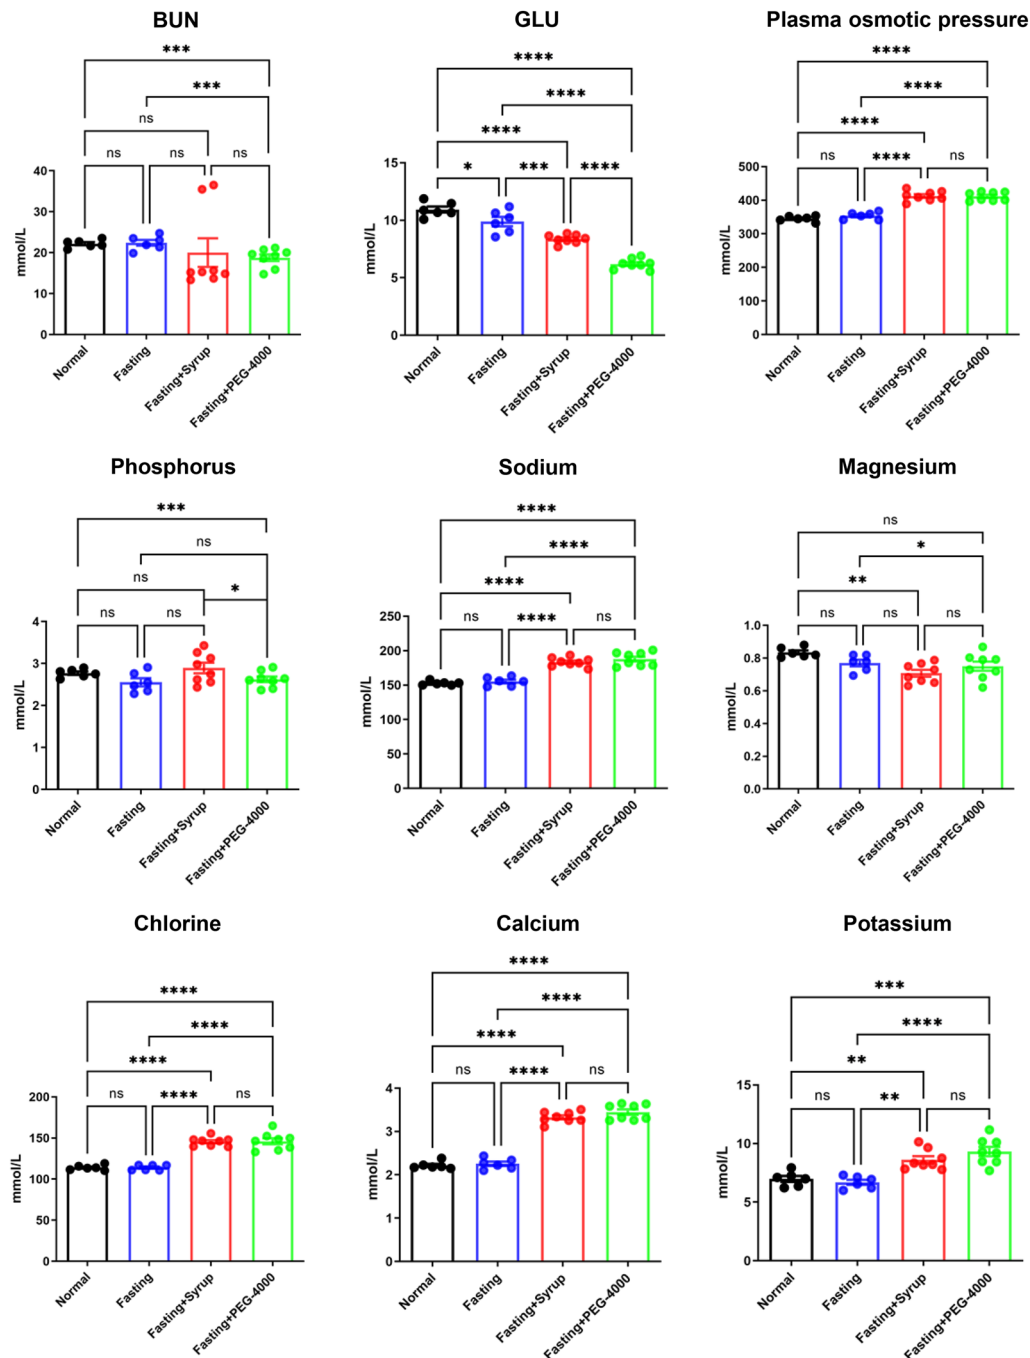 BUN
***
***
ns
ns ns ns
40
30
20
10
0
mmol/L
Normal
Fasting
Fasting+Syrup
Fasting+PEG-4000
GLU
****
****
****
* *** ****
15
10
5
0
mmol/L
Normal
Fasting
Fasting+Syrup
Fasting+PEG-4000
Plasma osmotic pressure
****
****
****
ns **** ns
500
400
300
200
100
0
mmol/L
Normal
Fasting
Fasting+Syrup
Fasting+PEG-4000
Phosphorus
***
ns
ns
*
ns ns
4
3
2
1
0
mmol/L
Normal
Fasting
Fasting+Syrup
Fasting+PEG-4000
Sodium
****
****
****
ns **** ns
250
200
150
100
50
0
mmol/L
Normal
Fasting
Fasting+Syrup
Fasting+PEG-4000
Magnesium
ns
*
**
ns ns ns
1.0
0.8
0.6
0.4
0.2
0.0
mmol/L
Normal
Fasting
Fasting+Syrup
Fasting+PEG-4000
Chlorine
****
****
****
ns **** ns
200
150
100
50
0
mmol/L
Normal
Fasting
Fasting+Syrup
Fasting+PEG-4000
Calcium
****
****
****
ns **** ns
4
3
2
1
0
mmol/L
Normal
Fasting
Fasting+Syrup
Fasting+PEG-4000
Potassium
***
****
**
ns ** ns
15
10
5
0
mmol/L
Normal
Fasting
Fasting+Syrup
Fasting+PEG-4000